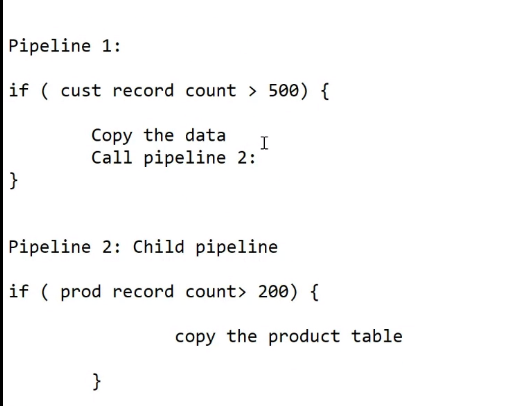 Pipeline 1:
if ( cust record count > 500) {
Copy the data
Call pipeline 2:
}
Pipeline 2: Child pipeline
if ( prod record count> 200) {
copy the product table
}